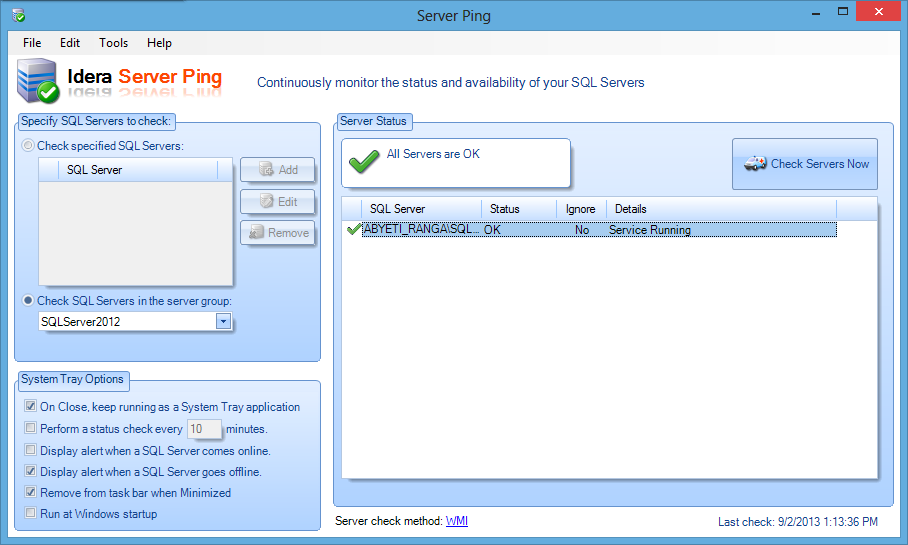 Server Ping
File Edit Tools Help
Idera Server Ping
Continuously monitor the status and availability of your SQL Servers
Specify SQL Servers to check:
Check specified SQL Servers:
SQL Server
Add
Edit
Remove
Check SQL Servers in the server group:
SQLServer2012
System Tray Options
On Close, keep running as a System Tray application
Perform a status check every 10 minutes.
Display alert when a SQL Server comes online.
Display alert when a SQL Server goes offline.
Remove from task bar when Minimized
Run at Windows startup
Server Status
All Servers are OK
Check Servers Now
SQL Server Status Ignore Details
ABYETI_RANGA\SQL... OK No Service Running
Server check method: WMI
Last check: 9/2/2013 1:13:36 PM